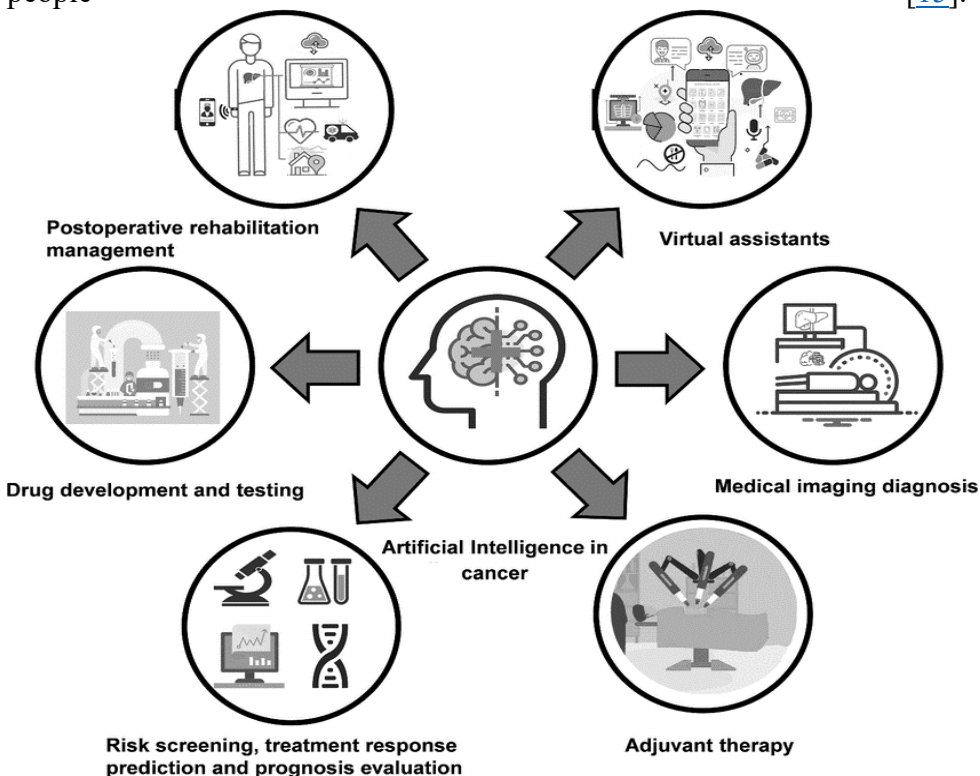 people [15].
Postoperative rehabilitation
management
Virtual assistants
Drug development and testing
Medical imaging diagnosis
Artificial Intelligence in
cancer
Risk screening, treatment response
prediction and prognosis evaluation
Adjuvant therapy